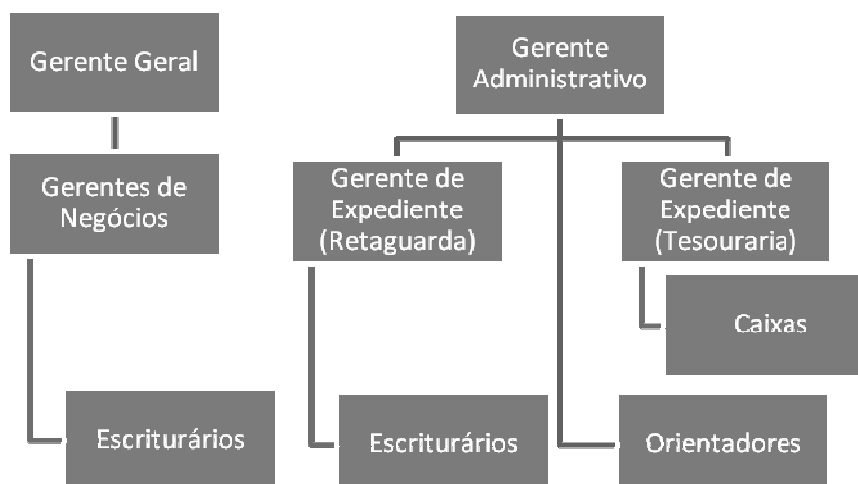 Gerente Geral
Gerentes de
Negócios
Escriturários
Gerente
Administrativo
Gerente de
Expediente
(Retaguarda)
Escriturários
Gerente de
Expediente
(Tesouraria)
Caixas
Orientadores